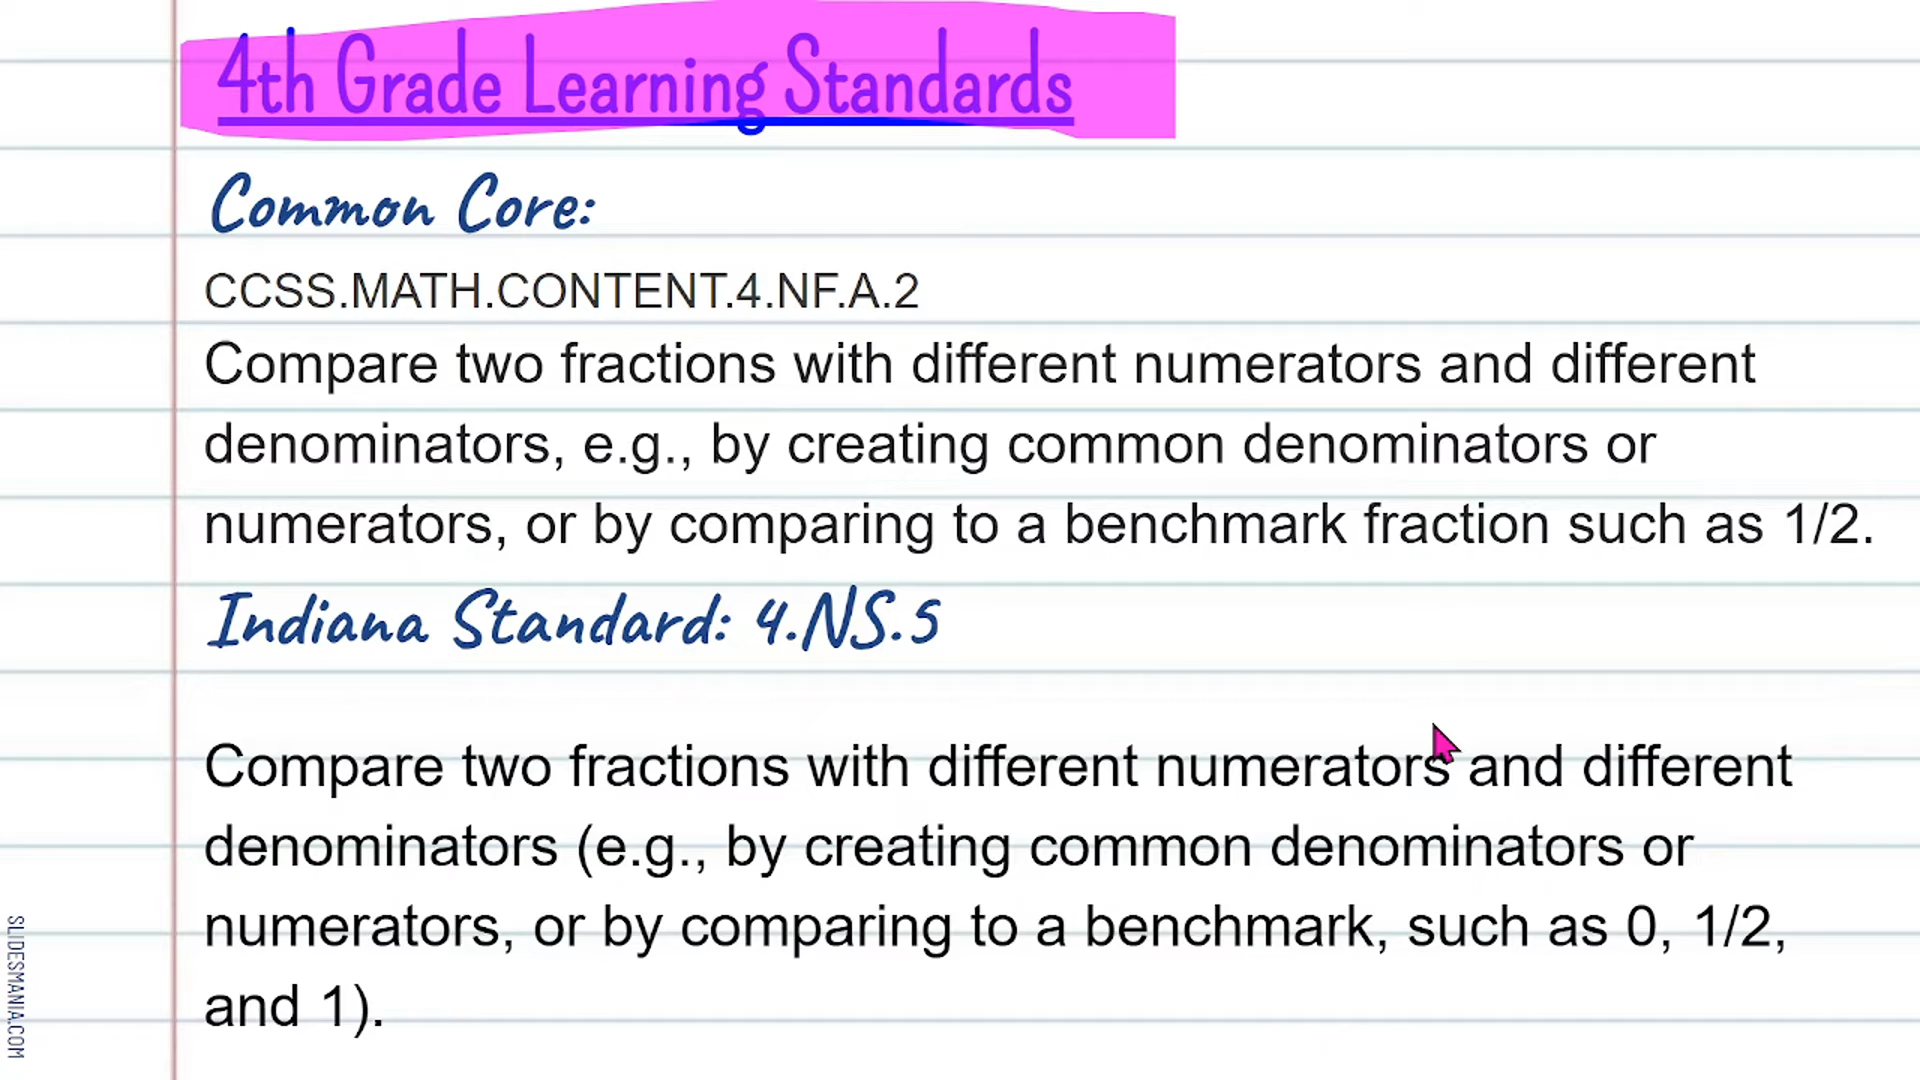 4th Grade Learning Standards
Common Core:
CCSS.MATH.CONTENT.4.NF.A.2
Compare two fractions with different numerators and different
denominators, e.g., by creating common denominators or
numerators, or by comparing to a benchmark fraction such as 1/2.
Indiana Standard: 4.NS.5
Compare two fractions with different numerators and different
denominators (e.g., by creating common denominators or
numerators, or by comparing to a benchmark, such as 0, 1/2,
and 1).
SLIDESMANIA.COM